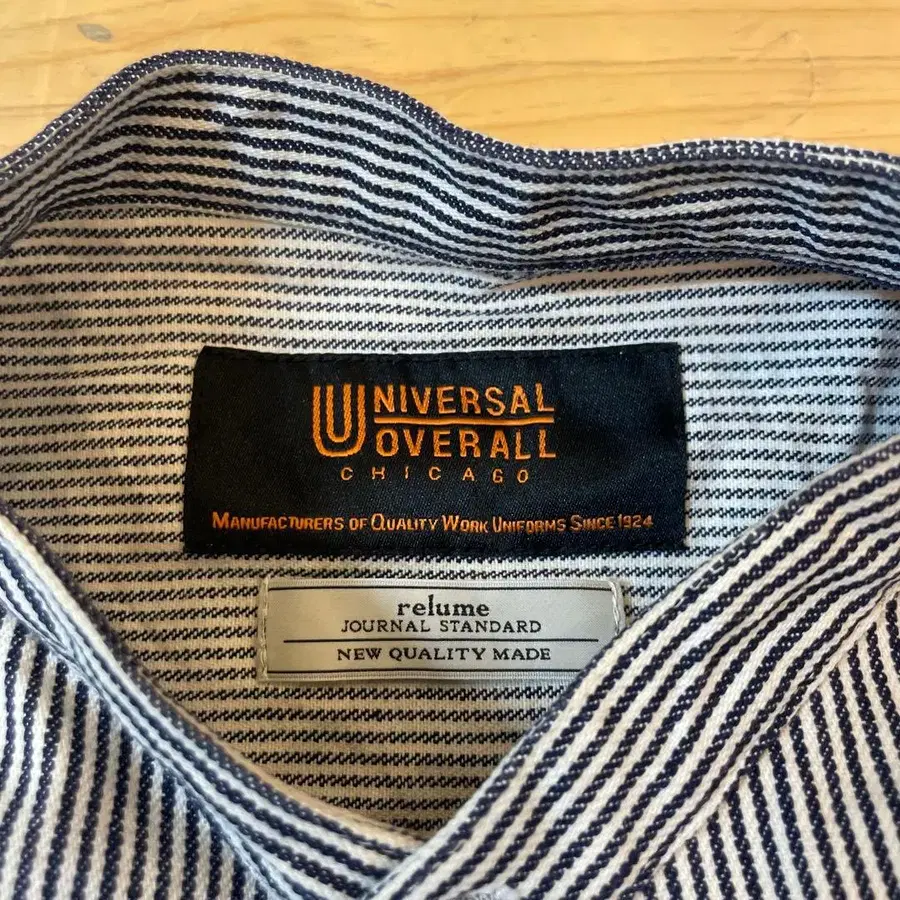 UNIVERSAL
OVERALL
CHICAGO
MANUFACTURERS OF QUALITY WORK UNIFORMS SINCE 1924
relume
JOURNAL STANDARD
NEW QUALITY MADE